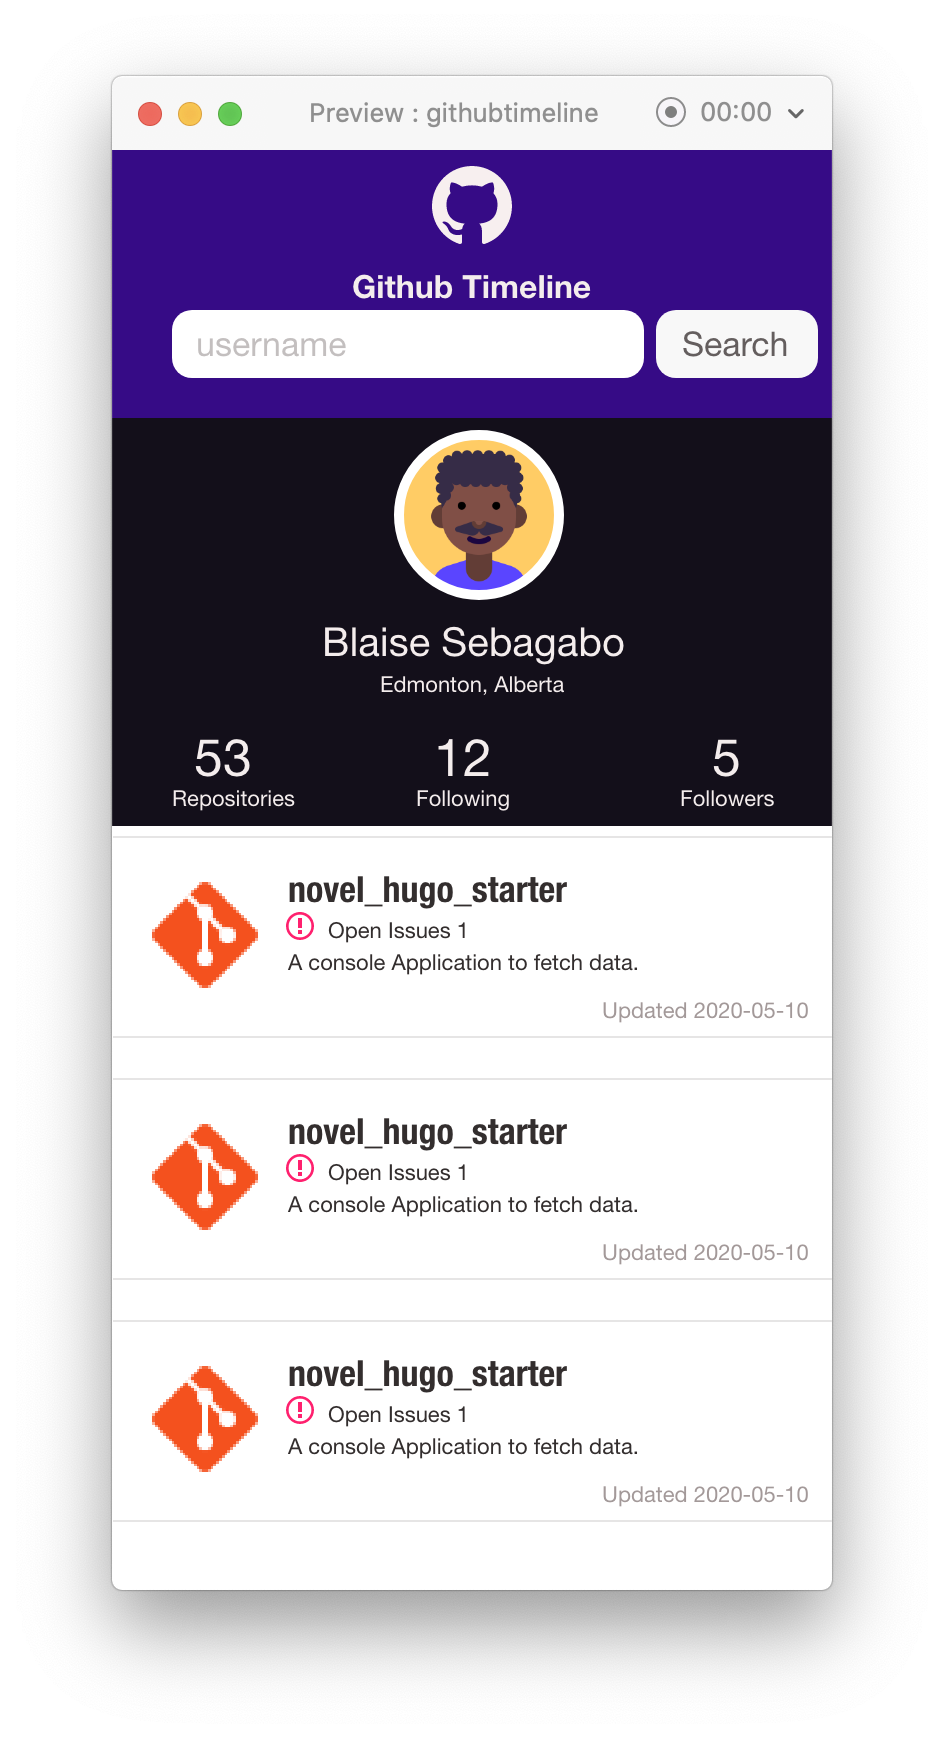 Preview : githubtimeline 00:00
Github Timeline
username Search
Blaise Sebagabo
Edmonton, Alberta
53 12 5
Repositories Following Followers
novel_hugo_starter
Open Issues 1
A console Application to fetch data.
Updated 2020-05-10
novel_hugo_starter
Open Issues 1
A console Application to fetch data.
Updated 2020-05-10
novel_hugo_starter
Open Issues 1
A console Application to fetch data.
Updated 2020-05-10